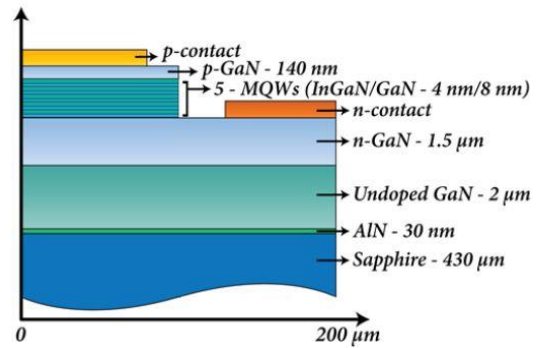 p-contact
p-GaN - 140 nm
5 - MQWs (InGaN/GaN - 4 nm/8 nm)
n-contact
n-GaN - 1.5 µm
Undoped GaN - 2 µm
AlN - 30 nm
Sapphire - 430 µm
0 200 µm